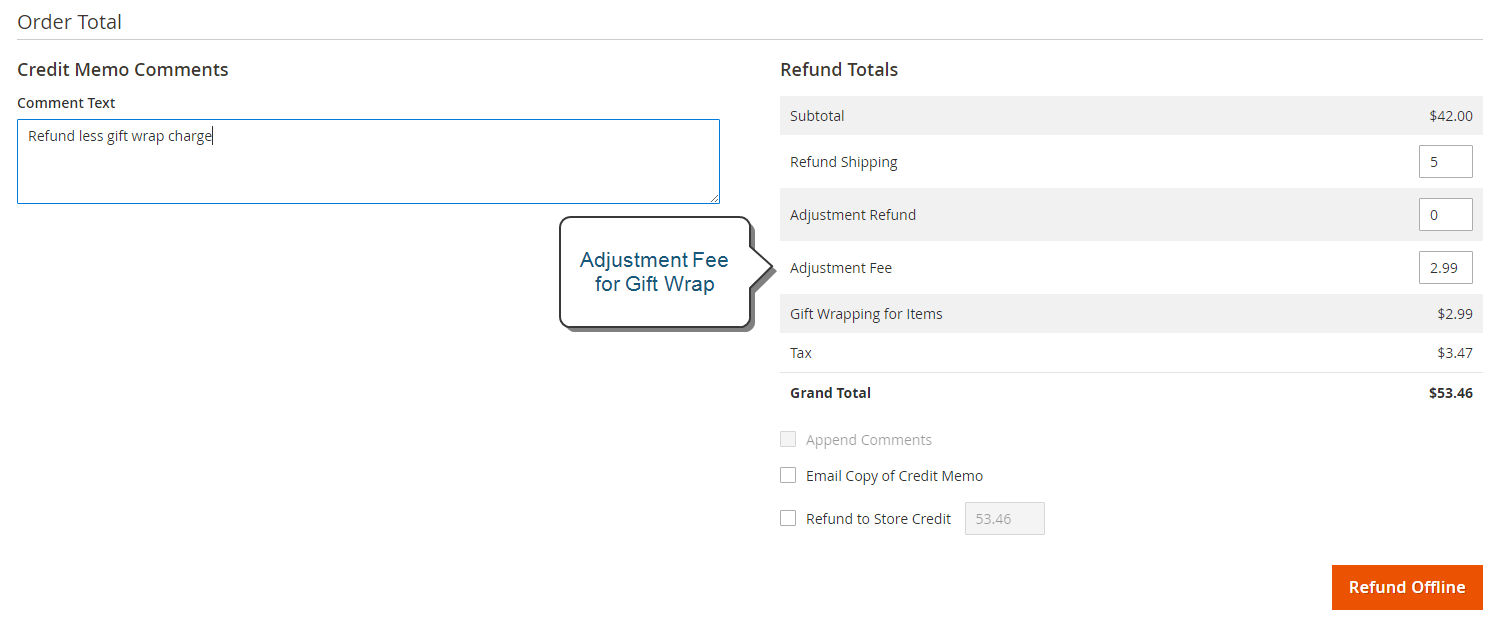 Order Total
Credit Memo Comments
Comment Text
Refund less gift wrap charge
Refund Totals
Subtotal $42.00
Refund Shipping 5
Adjustment Refund 0
Adjustment Fee
for Gift Wrap
Adjustment Fee 2.99
Gift Wrapping for Items $2.99
Tax $3.47
Grand Total $53.46
Append Comments
Email Copy of Credit Memo
Refund to Store Credit 53.46
Refund Offline